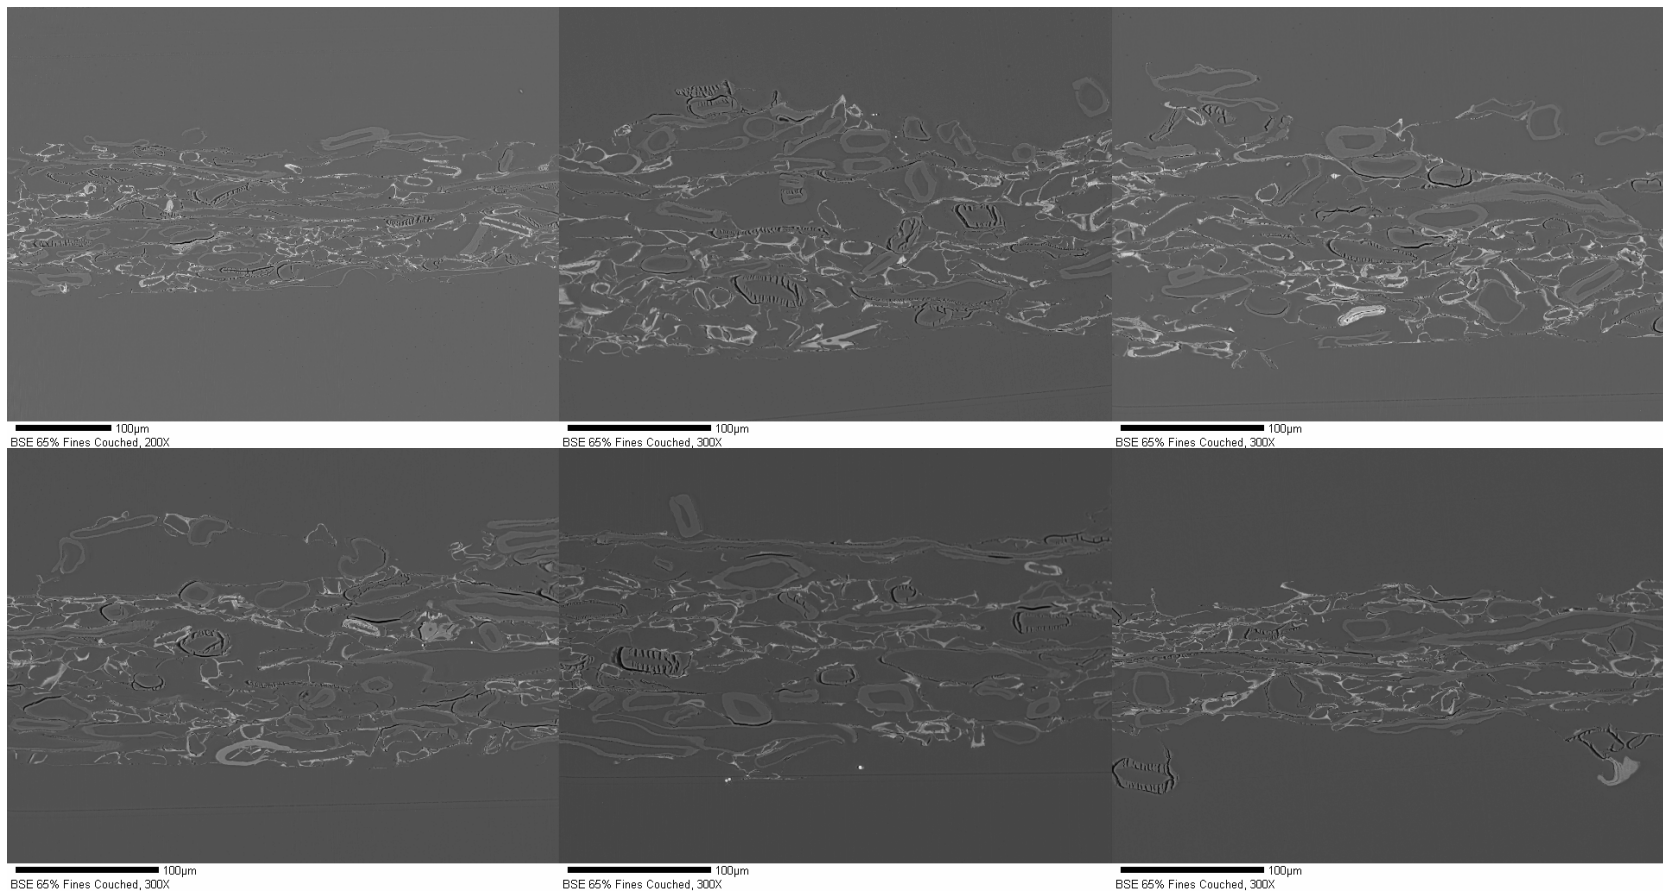 100µm
BSE 65% Fines Couched, 200X
100µm
BSE 65% Fines Couched, 300X
100µm
BSE 65% Fines Couched, 300X
100µm
BSE 65% Fines Couched, 300X
100µm
BSE 65% Fines Couched, 300X
100µm
BSE 65% Fines Couched, 300X